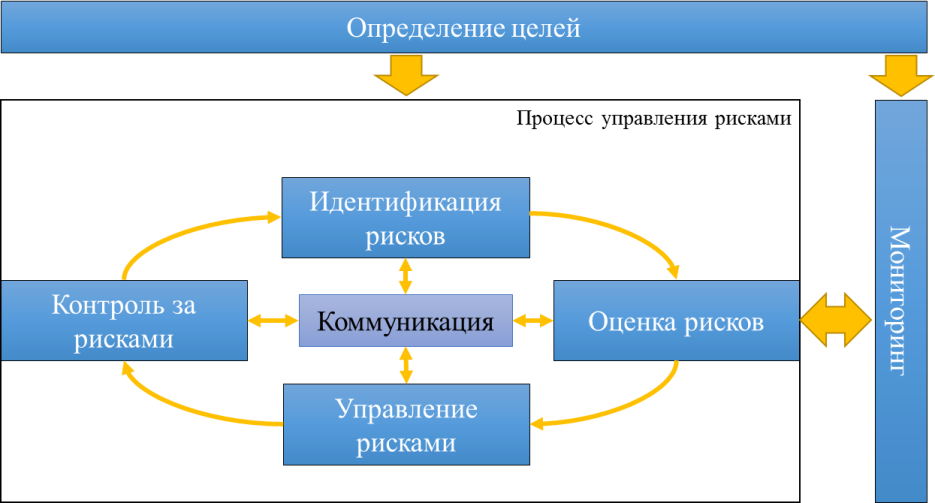 Определение целей
Процесс управления рисками
Идентификация
рисков
Контроль за
рисками
Коммуникация
Оценка рисков
Управление
рисками
Мониторинг